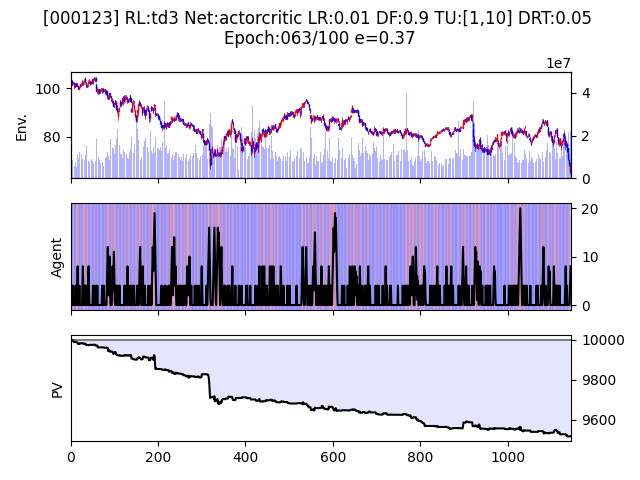 [000123] RL:td3 Net:actorcritic LR:0.01 DF:0.9 TU:[1,10] DRT:0.05
Epoch:063/100 e=0.37
1e7
100
80
Env.
4
2
0
Agent
20
10
0
PV
10000
9800
9600
0
200
400
600
800
1000